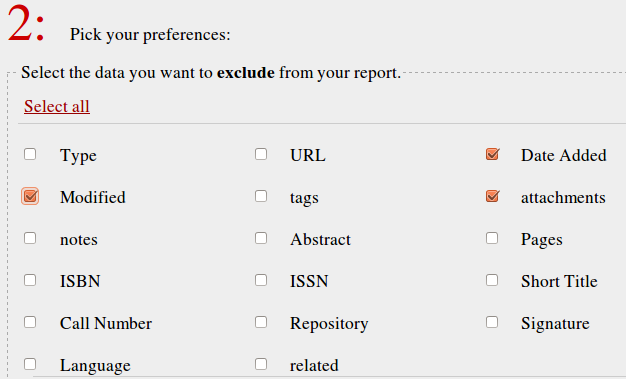 2: Pick your preferences:
Select the data you want to exclude from your report.
Select all
Type URL Date Added
Modified tags attachments
notes Abstract Pages
ISBN ISSN Short Title
Call Number Repository Signature
Language related